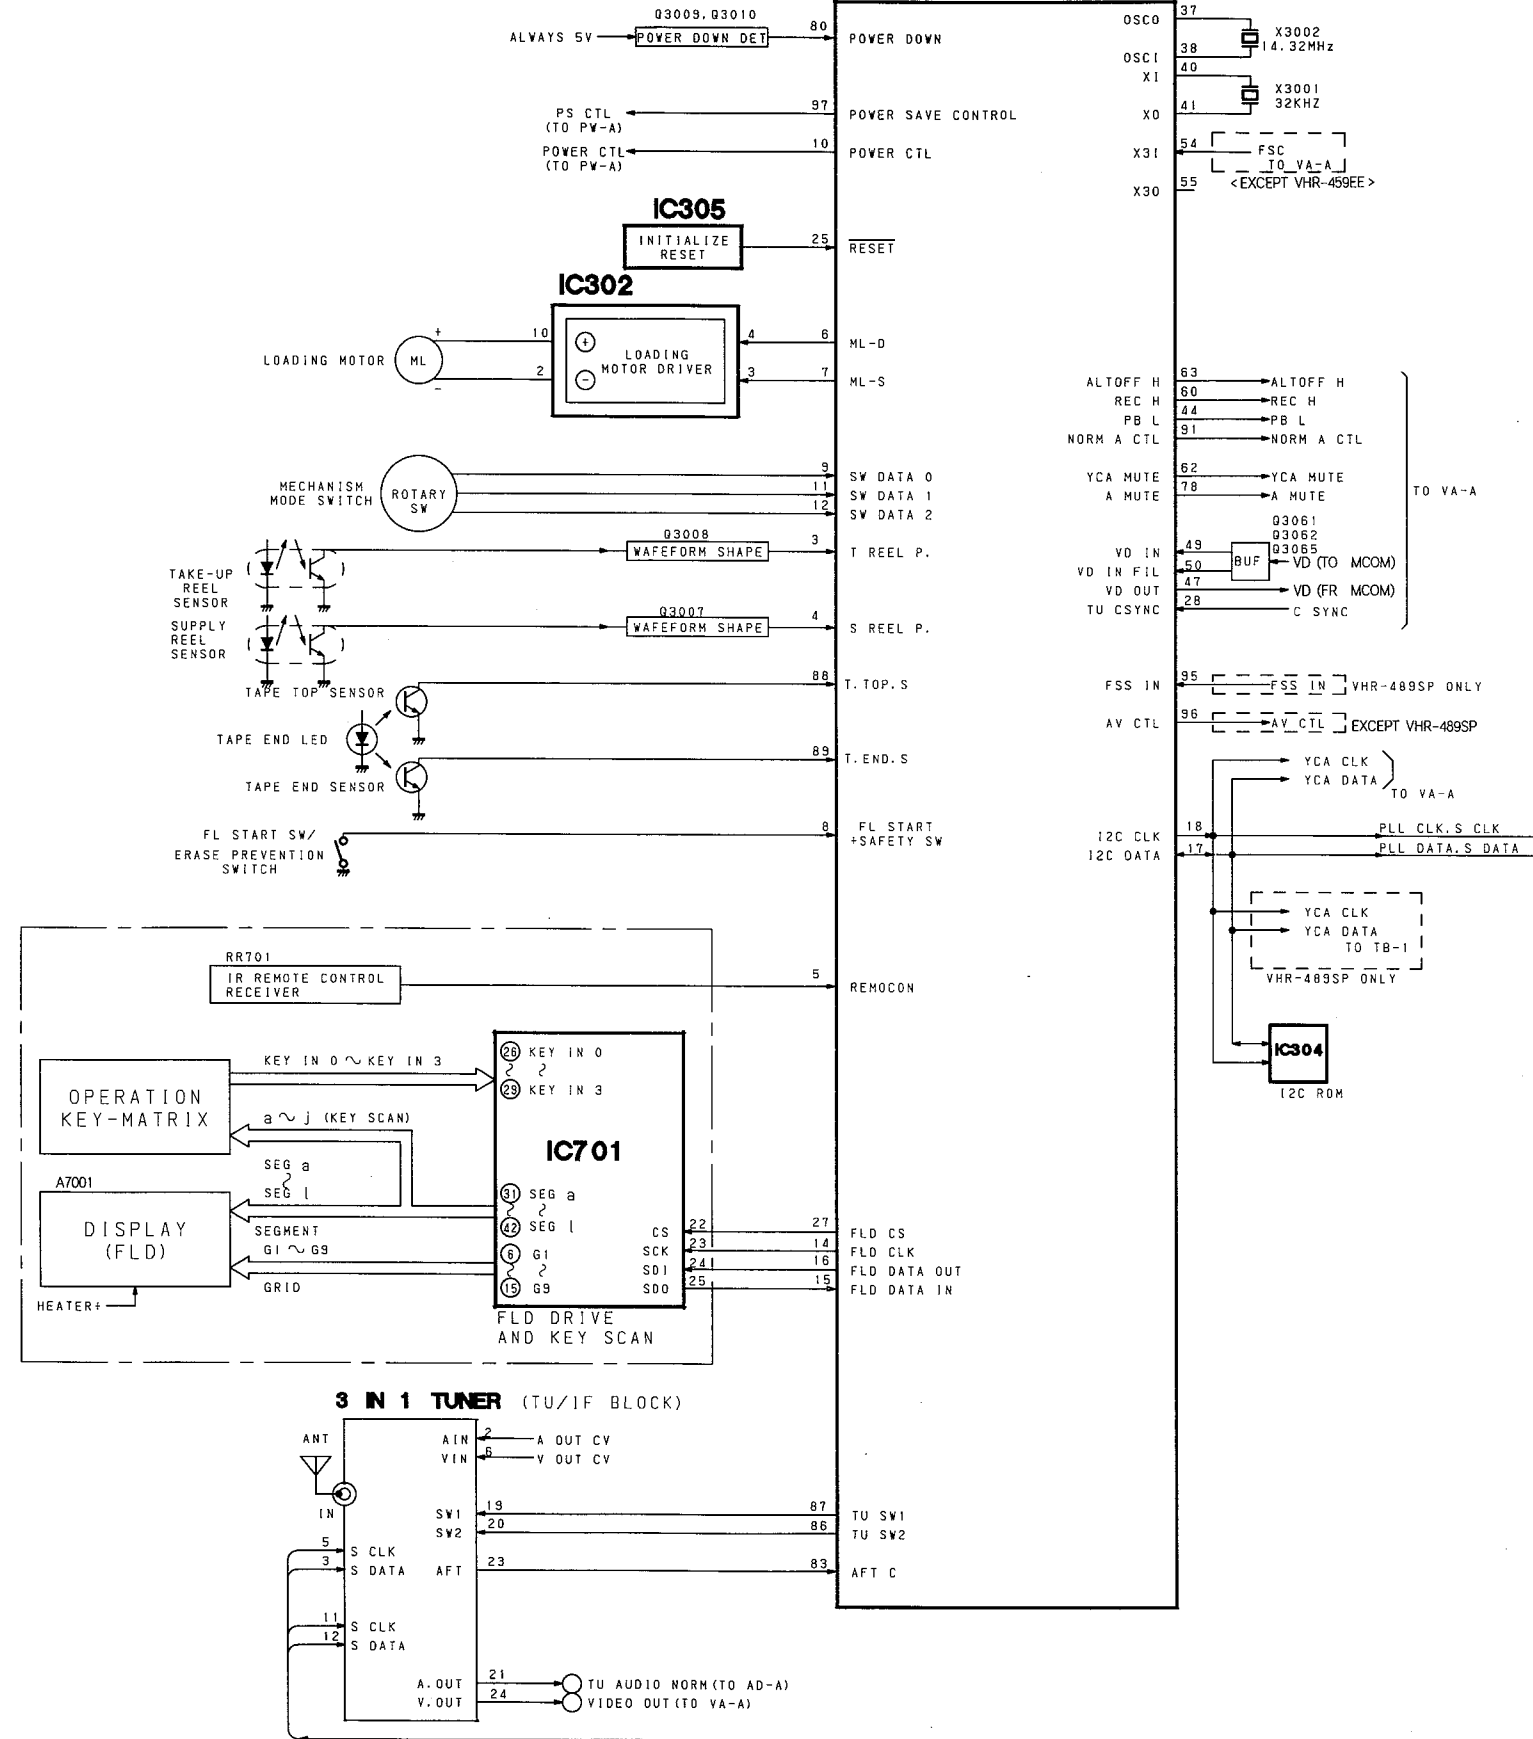 Q3009, Q3010
ALWAYS 5V
POWER DOWN DET
80
POWER DOWN
PS CTL
(TO PW-A)
97
POWER SAVE CONTROL
POWER CTL
(TO PW-A)
10
POWER CTL
IC305
INITIALIZE
RESET
25
RESET
IC302
LOADING MOTOR
ML
+
−
10
2
+
−
LOADING
MOTOR DRIVER
4
3
6
7
ML-D
ML-S
MECHANISM
MODE SWITCH
ROTARY
SW
9
11
12
SW DATA 0
SW DATA 1
SW DATA 2
TAKE-UP
REEL
SENSOR
Q3008
WAFEFORM SHAPE
3
T REEL P.
SUPPLY
REEL
SENSOR
Q3007
WAFEFORM SHAPE
4
S REEL P.
TAPE TOP SENSOR
88
T.TOP.S
TAPE END LED
TAPE END SENSOR
89
T.END.S
FL START SW/
ERASE PREVENTION
SWITCH
8
FL START
+SAFETY SW
RR701
IR REMOTE CONTROL
RECEIVER
5
REMOCON
OPERATION
KEY-MATRIX
KEY IN 0 ~ KEY IN 3
a ~ j (KEY SCAN)
SEG a
~
SEG l
A7001
DISPLAY
(FLD)
SEGMENT
G1 ~ G9
GRID
HEATER+
26 KEY IN 0
~ ~
29 KEY IN 3
IC701
31 SEG a
~ ~
42 SEG l
6 G1
~ ~
15 G9
CS
SCK
SDI
SDO
22
23
24
25
27
14
16
15
FLD CS
FLD CLK
FLD DATA OUT
FLD DATA IN
FLD DRIVE
AND KEY SCAN
3 IN 1 TUNER (TU/IF BLOCK)
ANT
IN
AIN
2
A OUT CV
VIN
6
V OUT CV
SW1
19
87
TU SW1
SW2
20
86
TU SW2
5
S CLK
3
S DATA
AFT
23
83
AFT C
11
S CLK
12
S DATA
A.OUT
21
TU AUDIO NORM(TO AD-A)
V.OUT
24
VIDEO OUT(TO VA-A)
OSCO
37
X3002
14.32MHz
OSCI
38
XI
40
X3001
32KHZ
XO
41
X3I
54
FSC
TO VA-A
<EXCEPT VHR-459EE>
X3O
55
ALTOFF H
63
ALTOFF H
REC H
60
REC H
PB L
44
PB L
NORM A CTL
91
NORM A CTL
YCA MUTE
62
YCA MUTE
A MUTE
78
A MUTE
TO VA-A
Q3061
Q3062
Q3065
VD IN
49
BUF
VD (TO MCOM)
VD IN FIL
50
VD OUT
47
VD (FR MCOM)
TU CSYNC
28
C SYNC
FSS IN
95
FSS IN
VHR-489SP ONLY
AV CTL
96
AV CTL
EXCEPT VHR-489SP
YCA CLK
YCA DATA
TO VA-A
I2C CLK
18
PLL CLK.S CLK
I2C DATA
17
PLL DATA.S DATA
YCA CLK
YCA DATA
TO TB-1
VHR-489SP ONLY
IC304
I2C ROM